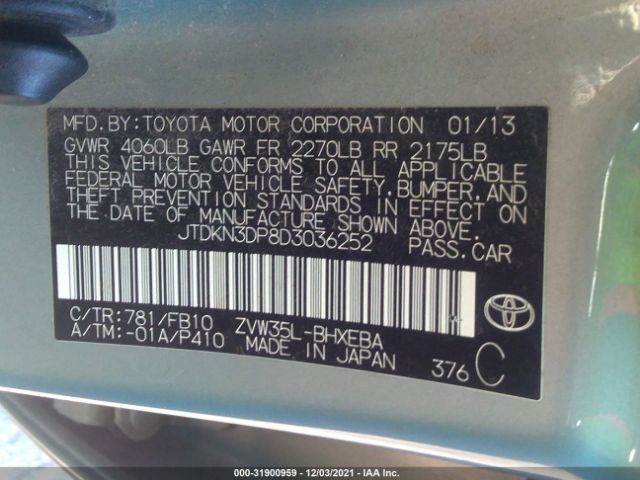 MFD. BY: TOYOTA MOTOR CORPORATION 01/13
GVWR 4060LB GAWR FR 2270LB RR 2175LB
THIS VEHICLE CONFORMS TO ALL APPLICABLE
FEDERAL MOTOR VEHICLE SAFETY, BUMPER, AND
THEFT PREVENTION STANDARDS IN EFFECT ON
THE DATE OF MANUFACTURE SHOWN ABOVE.
JTDKN3DP8D3036252 PASS.CAR
C/TR:781/FB10 ZVW35L-BHXEBA
A/TM:-01A/P410 MADE IN JAPAN
376 C
000-31900959 - 12/03/2021 - IAA Inc.